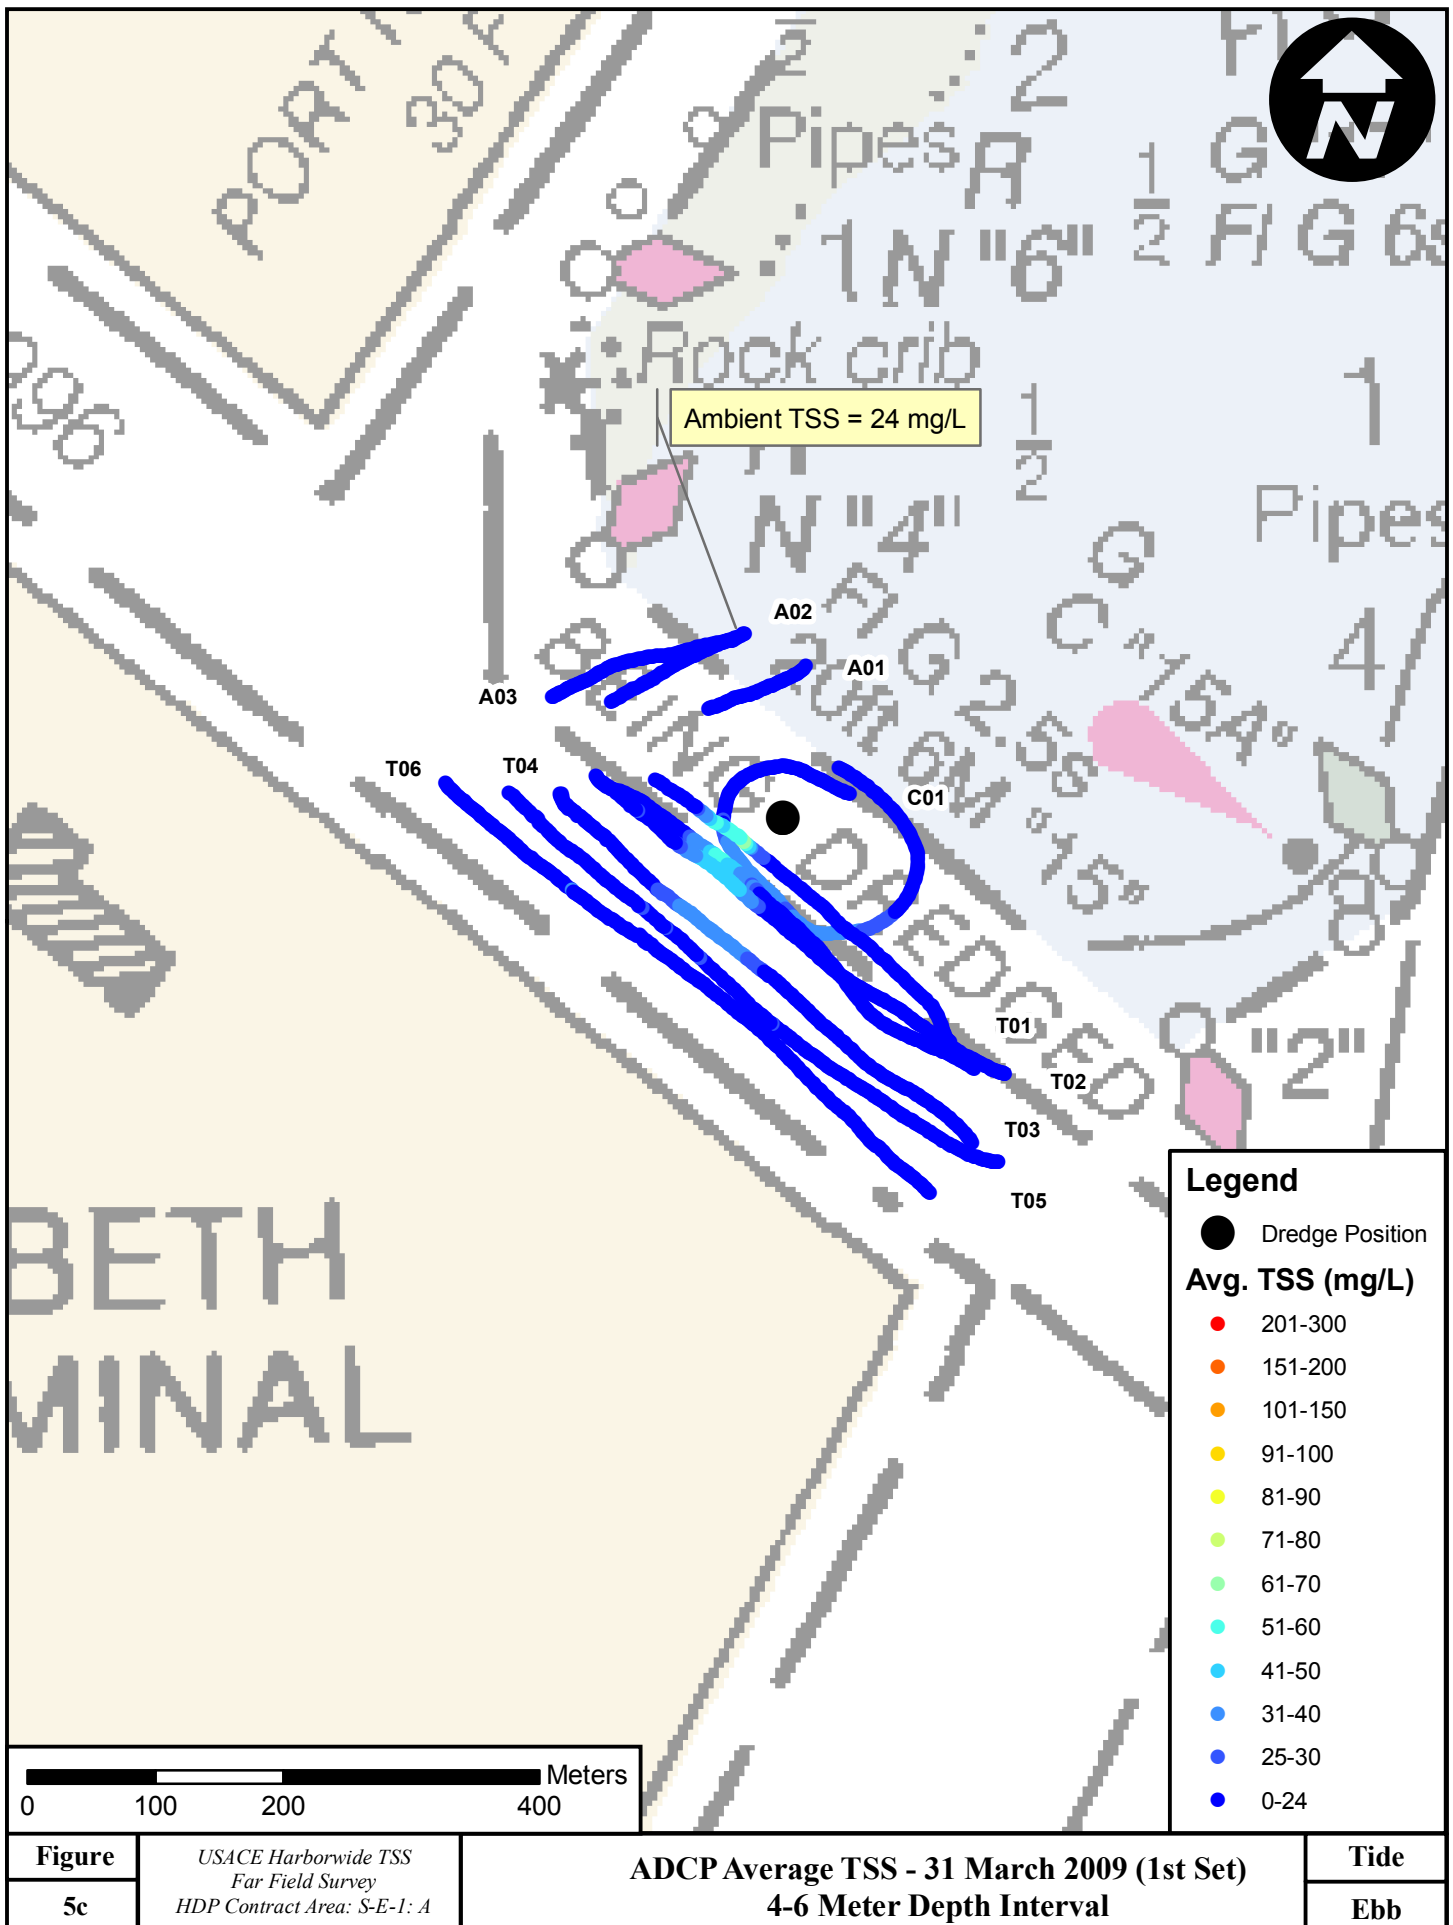 PORT
30
N
2
2
Pipes
R
1
2
G
Fl G 6s
1
N "6"
Rock crib
96
Ambient TSS = 24 mg/L
1
2
1
N "4"
Pipes
G
C "15A"
4
Fl G 2.5s
20ft 6M "15"
A02
A01
A03
BEING DREDGED
T06
T04
C01
T01
T02
T03
T05
"2"
BETH
MINAL
Legend
Dredge Position
Avg. TSS (mg/L)
201-300
151-200
101-150
91-100
81-90
71-80
61-70
51-60
41-50
31-40
25-30
0-24
Meters
0 100 200 400
Figure
5c
USACE Harborwide TSS
Far Field Survey
HDP Contract Area: S-E-1: A
ADCP Average TSS - 31 March 2009 (1st Set)
4-6 Meter Depth Interval
Tide
Ebb